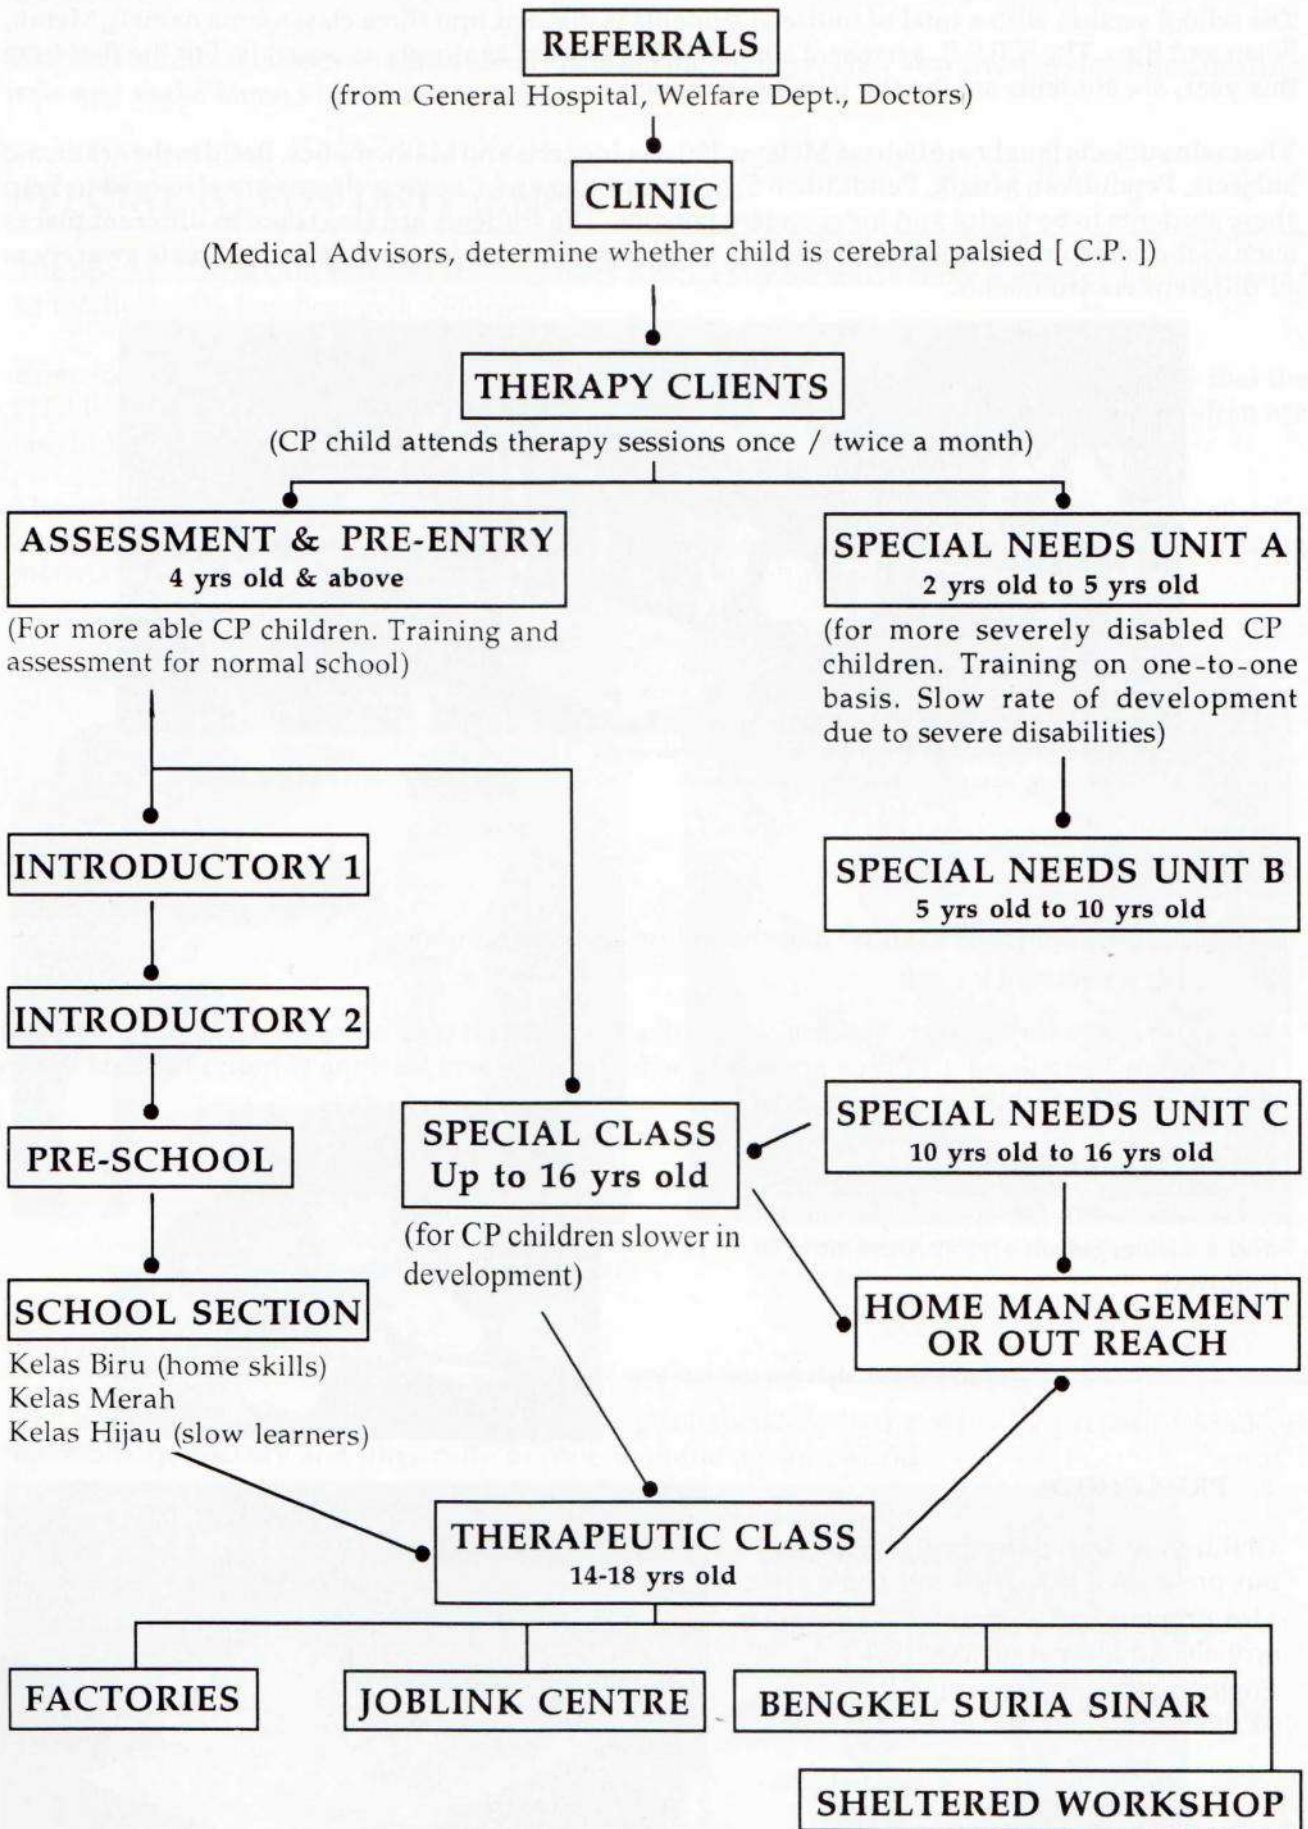 REFERRALS
(from General Hospital, Welfare Dept., Doctors)
CLINIC
(Medical Advisors, determine whether child is cerebral palsied [ C.P. ])
THERAPY CLIENTS
(CP child attends therapy sessions once / twice a month)
ASSESSMENT & PRE-ENTRY
4 yrs old & above
(For more able CP children. Training and
assessment for normal school)
SPECIAL NEEDS UNIT A
2 yrs old to 5 yrs old
(for more severely disabled CP
children. Training on one-to-one
basis. Slow rate of development
due to severe disabilities)
INTRODUCTORY 1
SPECIAL NEEDS UNIT B
5 yrs old to 10 yrs old
INTRODUCTORY 2
PRE-SCHOOL
SPECIAL CLASS
Up to 16 yrs old
(for CP children slower in
development)
SPECIAL NEEDS UNIT C
10 yrs old to 16 yrs old
SCHOOL SECTION
Kelas Biru (home skills)
Kelas Merah
Kelas Hijau (slow learners)
HOME MANAGEMENT
OR OUT REACH
THERAPEUTIC CLASS
14-18 yrs old
FACTORIES
JOBLINK CENTRE
BENGKEL SURIA SINAR
SHELTERED WORKSHOP